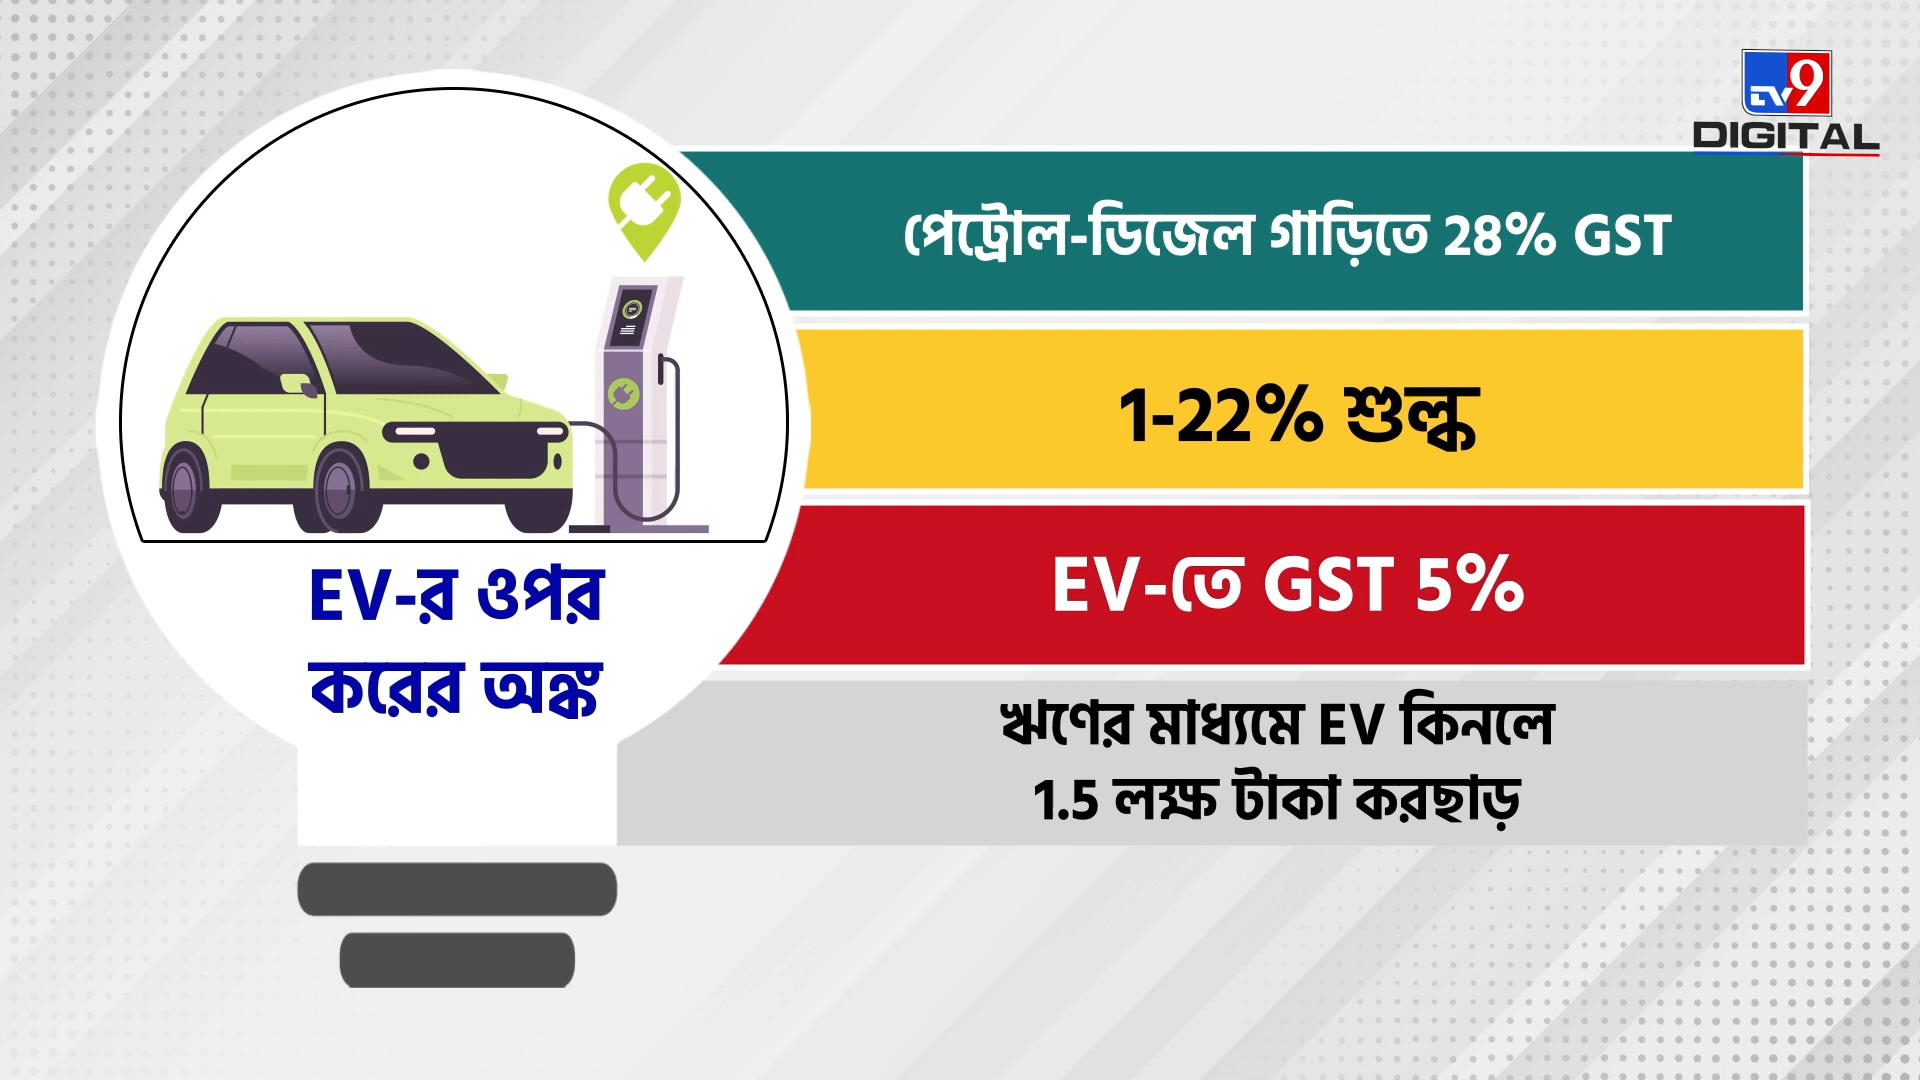 TV9
DIGITAL
পেট্রোল-ডিজেল গাড়িতে 28% GST
1-22% শুল্ক
EV-তে GST 5%
ঋণের মাধ্যমে EV কিনলে
1.5 লক্ষ টাকা করছাড়
EV-র ওপর
করের অঙ্ক